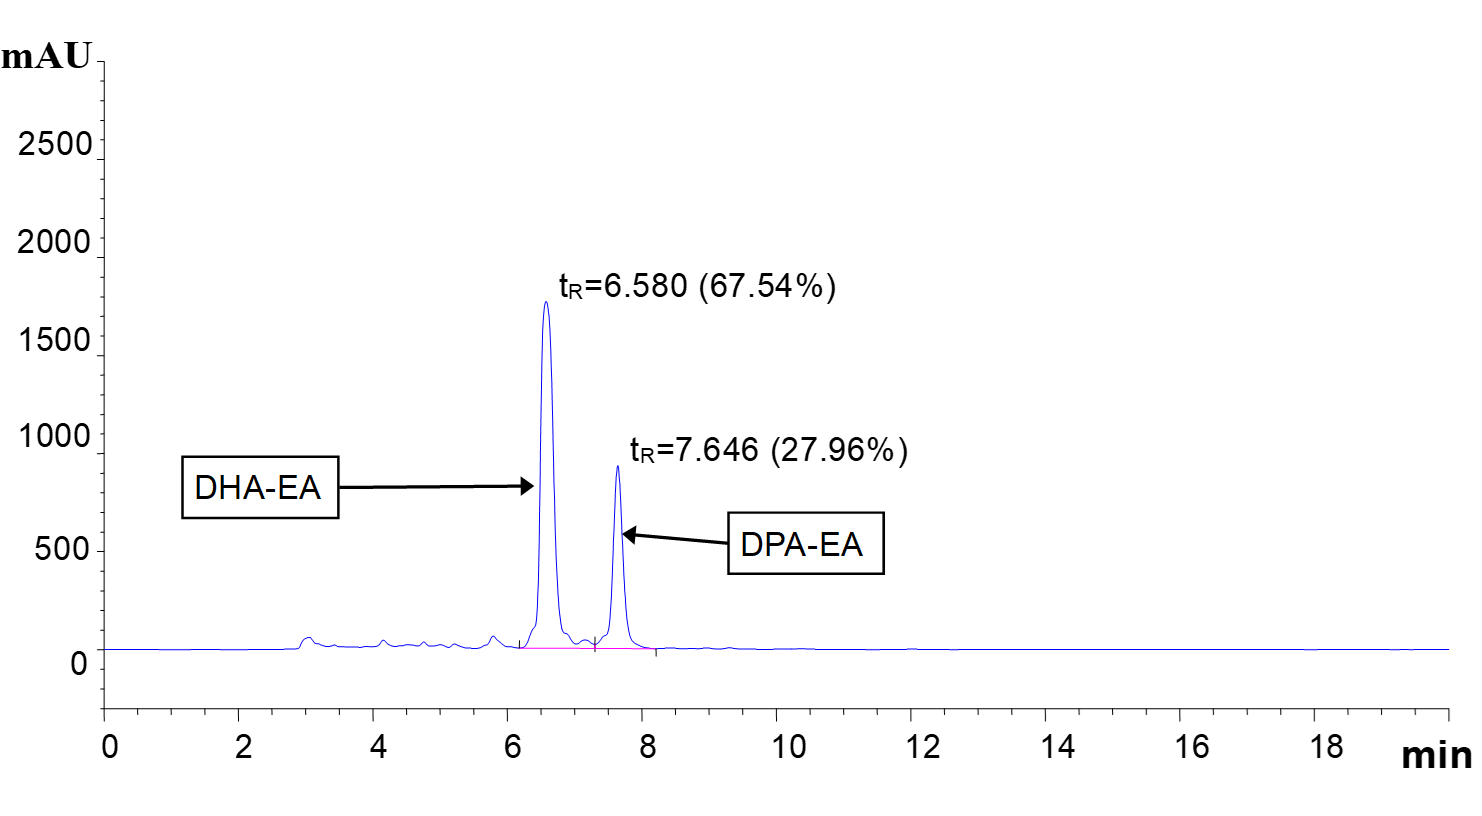 mAU
2500
2000
1500
1000
500
0
tR=6.580 (67.54%)
tR=7.646 (27.96%)
DHA-EA
DPA-EA
0 2 4 6 8 10 12 14 16 18 min